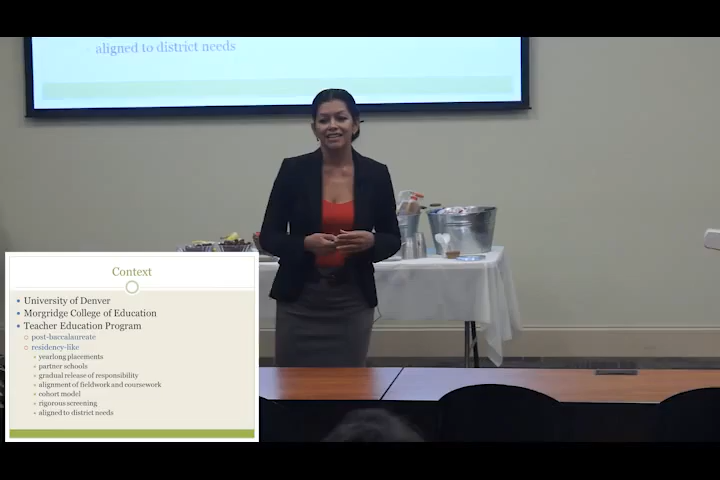 aligned to district needs
Context
University of Denver
Morgridge College of Education
Teacher Education Program
post-baccalaureate
residency-like
yearlong placements
partner schools
gradual release of responsibility
alignment of fieldwork and coursework
cohort model
rigorous screening
aligned to district needs